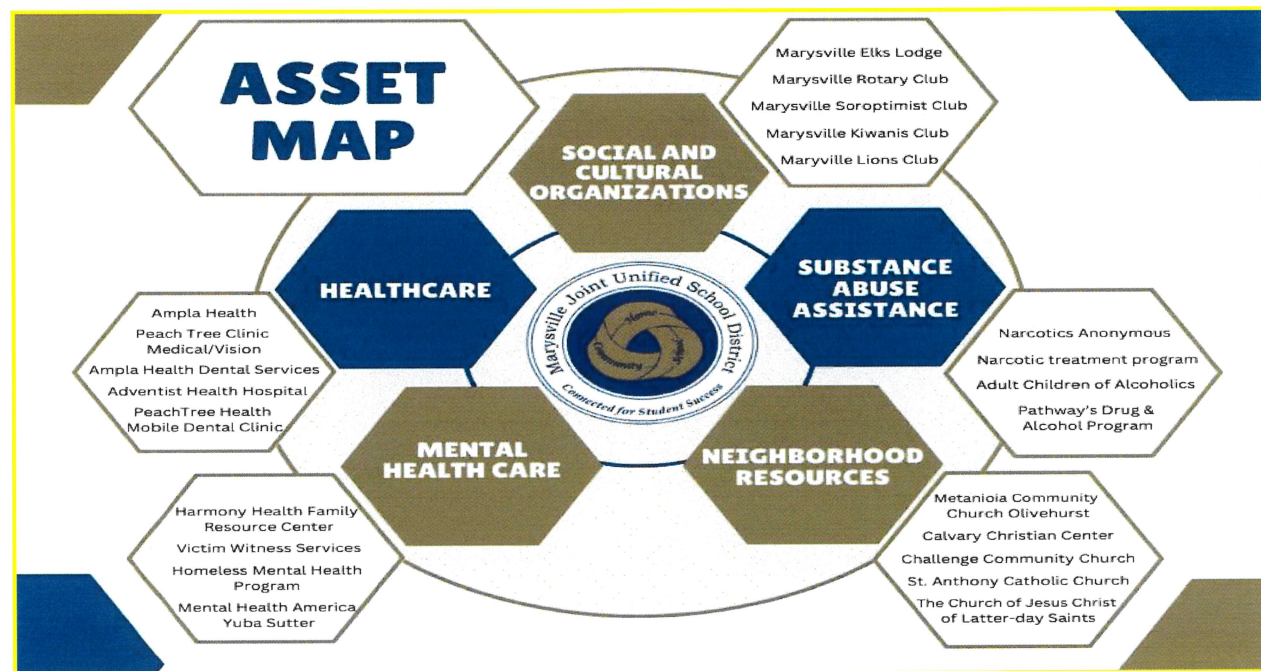 ASSET
MAP
SOCIAL AND
CULTURAL
ORGANIZATIONS
Marysville Elks Lodge
Marysville Rotary Club
Marysville Soroptimist Club
Marysville Kiwanis Club
Maryville Lions Club
HEALTHCARE
Ampla Health
Peach Tree Clinic
Medical/Vision
Ampla Health Dental Services
Adventist Health Hospital
PeachTree Health
Mobile Dental Clinic
SUBSTANCE
ABUSE
ASSISTANCE
Narcotics Anonymous
Narcotic treatment program
Adult Children of Alcoholics
Pathway's Drug &
Alcohol Program
Marysville Joint Unified School District
Home
Community
School
Connected for Student Success
MENTAL
HEALTH CARE
Harmony Health Family
Resource Center
Victim Witness Services
Homeless Mental Health
Program
Mental Health America
Yuba Sutter
NEIGHBORHOOD
RESOURCES
Metanioia Community
Church Olivehurst
Calvary Christian Center
Challenge Community Church
St. Anthony Catholic Church
The Church of Jesus Christ
of Latter-day Saints